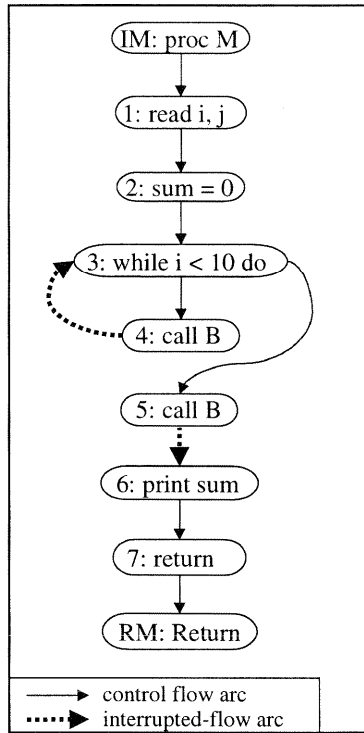 IM: proc M
1: read i, j
2: sum = 0
3: while i < 10 do
4: call B
5: call B
6: print sum
7: return
RM: Return
control flow arc
interrupted-flow arc